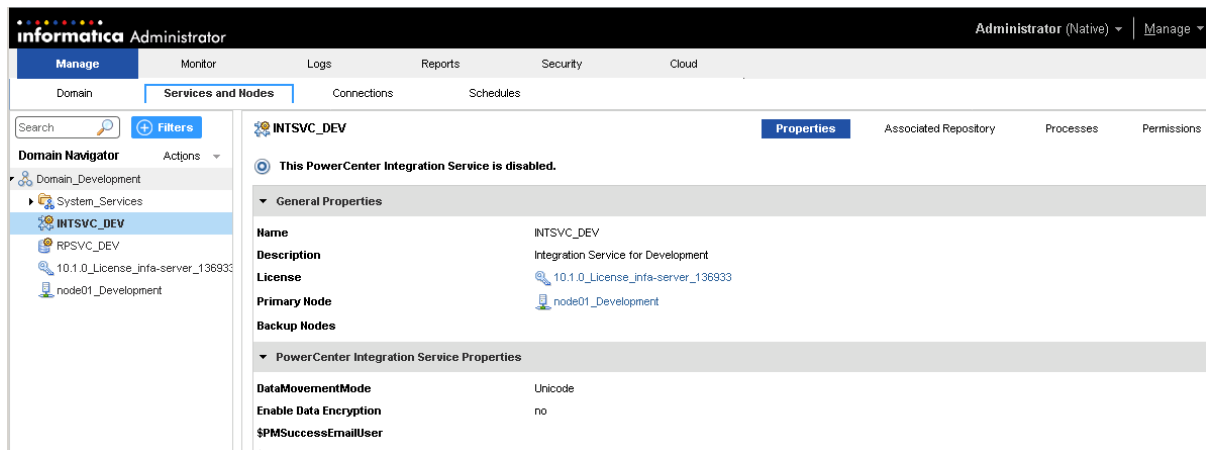 informatica Administrator
Administrator (Native)
Manage
Manage
Monitor
Logs
Reports
Security
Cloud
Domain
Services and Nodes
Connections
Schedules
Search
Filters
Domain Navigator
Actions
Domain_Development
System_Services
INTSVC_DEV
RPSVC_DEV
10.1.0_License_infa-server_136933
node01_Development
INTSVC_DEV
Properties
Associated Repository
Processes
Permissions
This PowerCenter Integration Service is disabled.
General Properties
Name INTSVC_DEV
Description Integration Service for Development
License 10.1.0_License_infa-server_136933
Primary Node node01_Development
Backup Nodes
PowerCenter Integration Service Properties
DataMovementMode Unicode
Enable Data Encryption no
$PMSuccessEmailUser